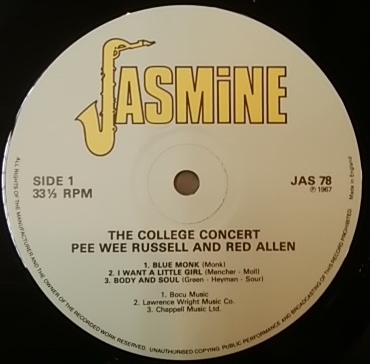 JASMiNE
SIDE 1
33⅓ RPM
JAS 78
℗ 1967
Made in England
THE COLLEGE CONCERT
PEE WEE RUSSELL AND RED ALLEN
1. BLUE MONK (Monk)
2. I WANT A LITTLE GIRL (Mencher - Moll)
3. BODY AND SOUL (Green - Heyman - Sour)
1. Bocu Music
2. Lawrence Wright Music Co.
3. Chappell Music Ltd.
ALL RIGHTS OF THE MANUFACTURER AND THE OWNER OF THE RECORDED WORK RESERVED. UNAUTHORISED COPYING, PUBLIC PERFORMANCE AND BROADCASTING OF THIS RECORD PROHIBITED